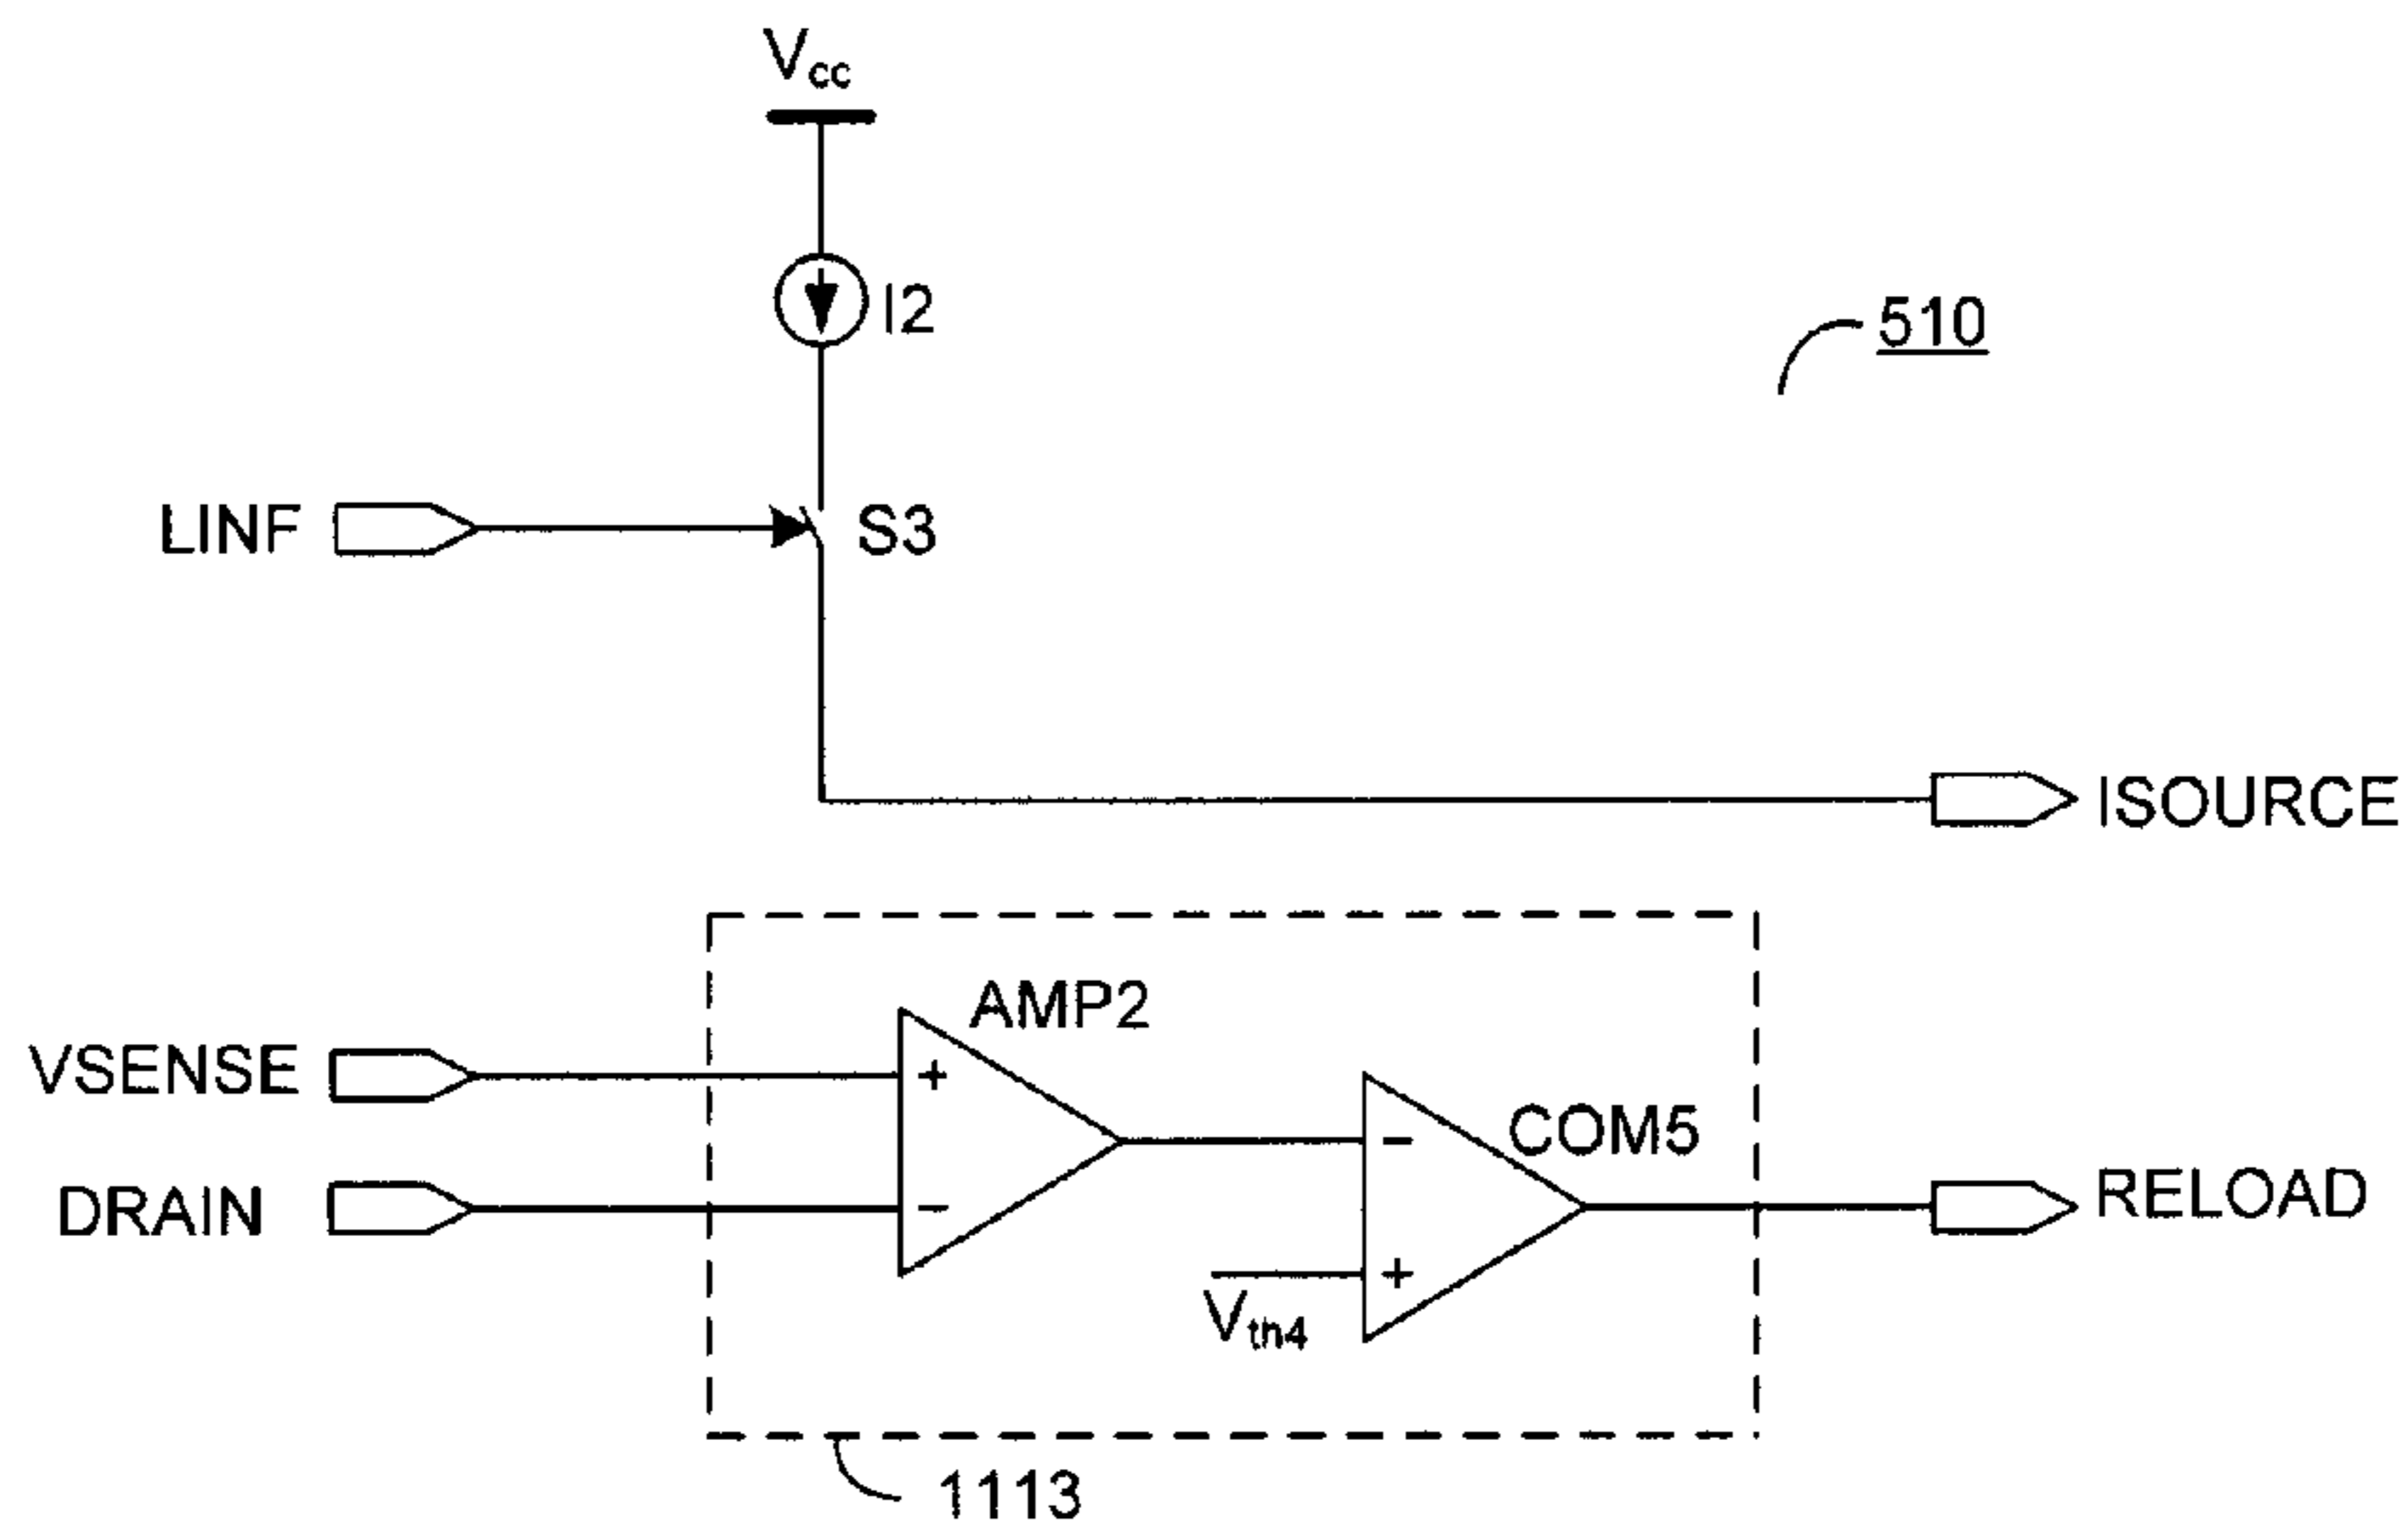 Vcc
I2
510
LINF
S3
ISOURCE
AMP2
VSENSE
+
COM5
-
DRAIN
-
RELOAD
+
Vth4
1113